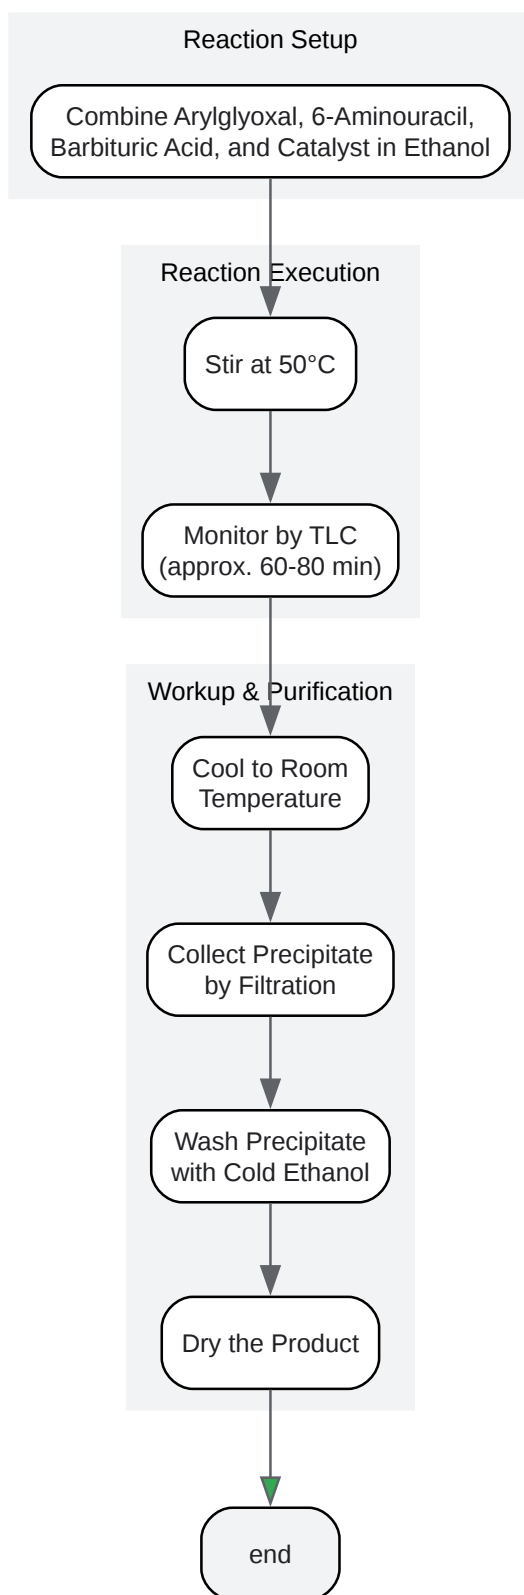 Reaction Setup
Combine Arylglyoxal, 6-Aminouracil,
Barbituric Acid, and Catalyst in Ethanol
Reaction Execution
Stir at 50°C
Monitor by TLC
(approx. 60-80 min)
Workup & Purification
Cool to Room
Temperature
Collect Precipitate
by Filtration
Wash Precipitate
with Cold Ethanol
Dry the Product
end